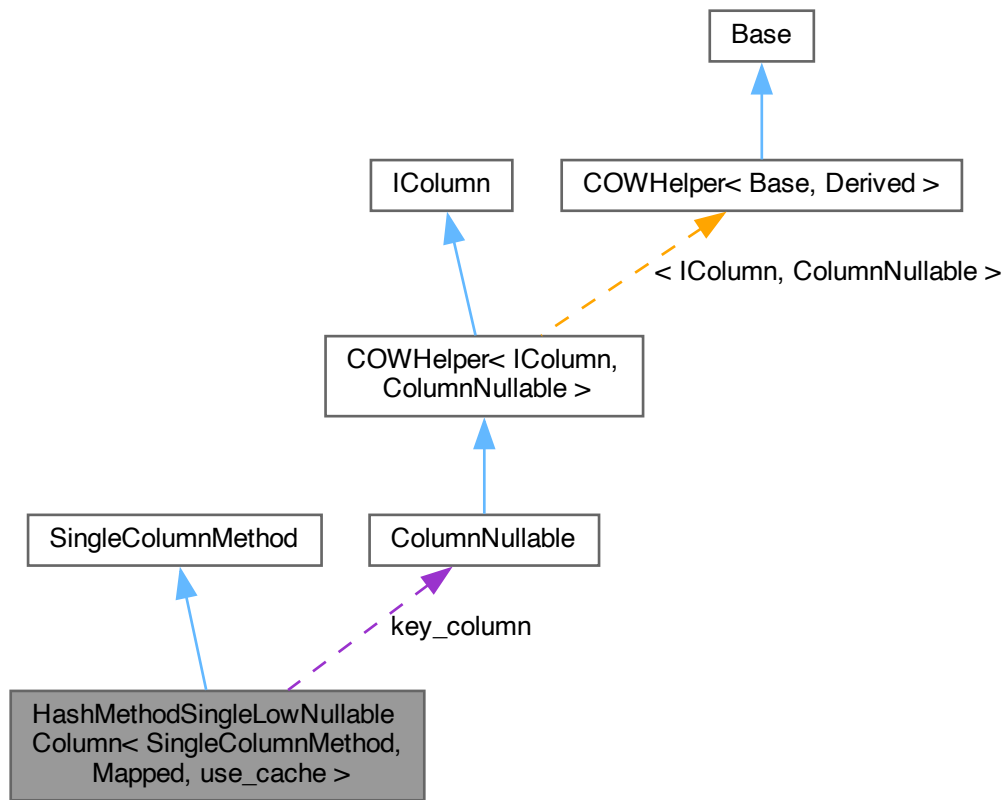 Base
IColumn
COWHelper< Base, Derived >
< IColumn, ColumnNullable >
COWHelper< IColumn,
ColumnNullable >
SingleColumnMethod
ColumnNullable
key_column
HashMethodSingleLowNullable
Column< SingleColumnMethod,
Mapped, use_cache >